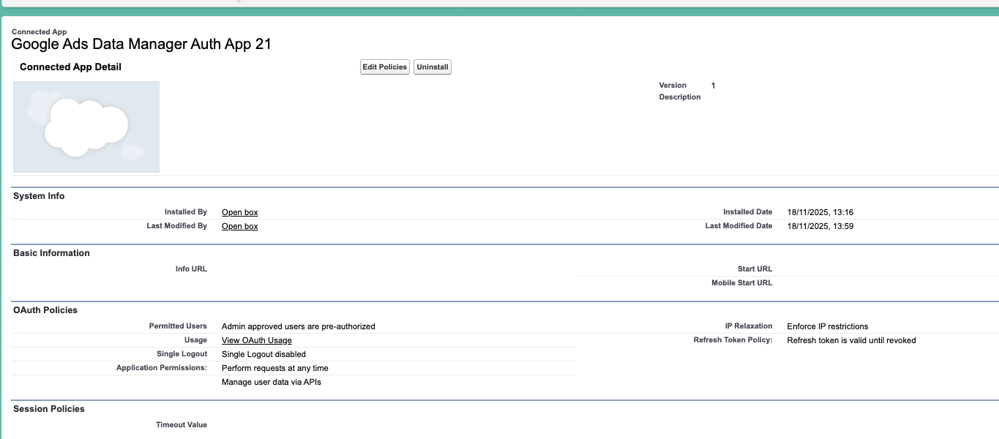 Connected App
Google Ads Data Manager Auth App 21
Connected App Detail
Edit Policies
Uninstall
Version 1
Description
System Info
Installed By Open box Installed Date 18/11/2025, 13:16
Last Modified By Open box Last Modified Date 18/11/2025, 13:59
Basic Information
Info URL Start URL
Mobile Start URL
OAuth Policies
Permitted Users Admin approved users are pre-authorized IP Relaxation Enforce IP restrictions
Usage View OAuth Usage Refresh Token Policy: Refresh token is valid until revoked
Single Logout Single Logout disabled
Application Permissions: Perform requests at any time
Manage user data via APIs
Session Policies
Timeout Value